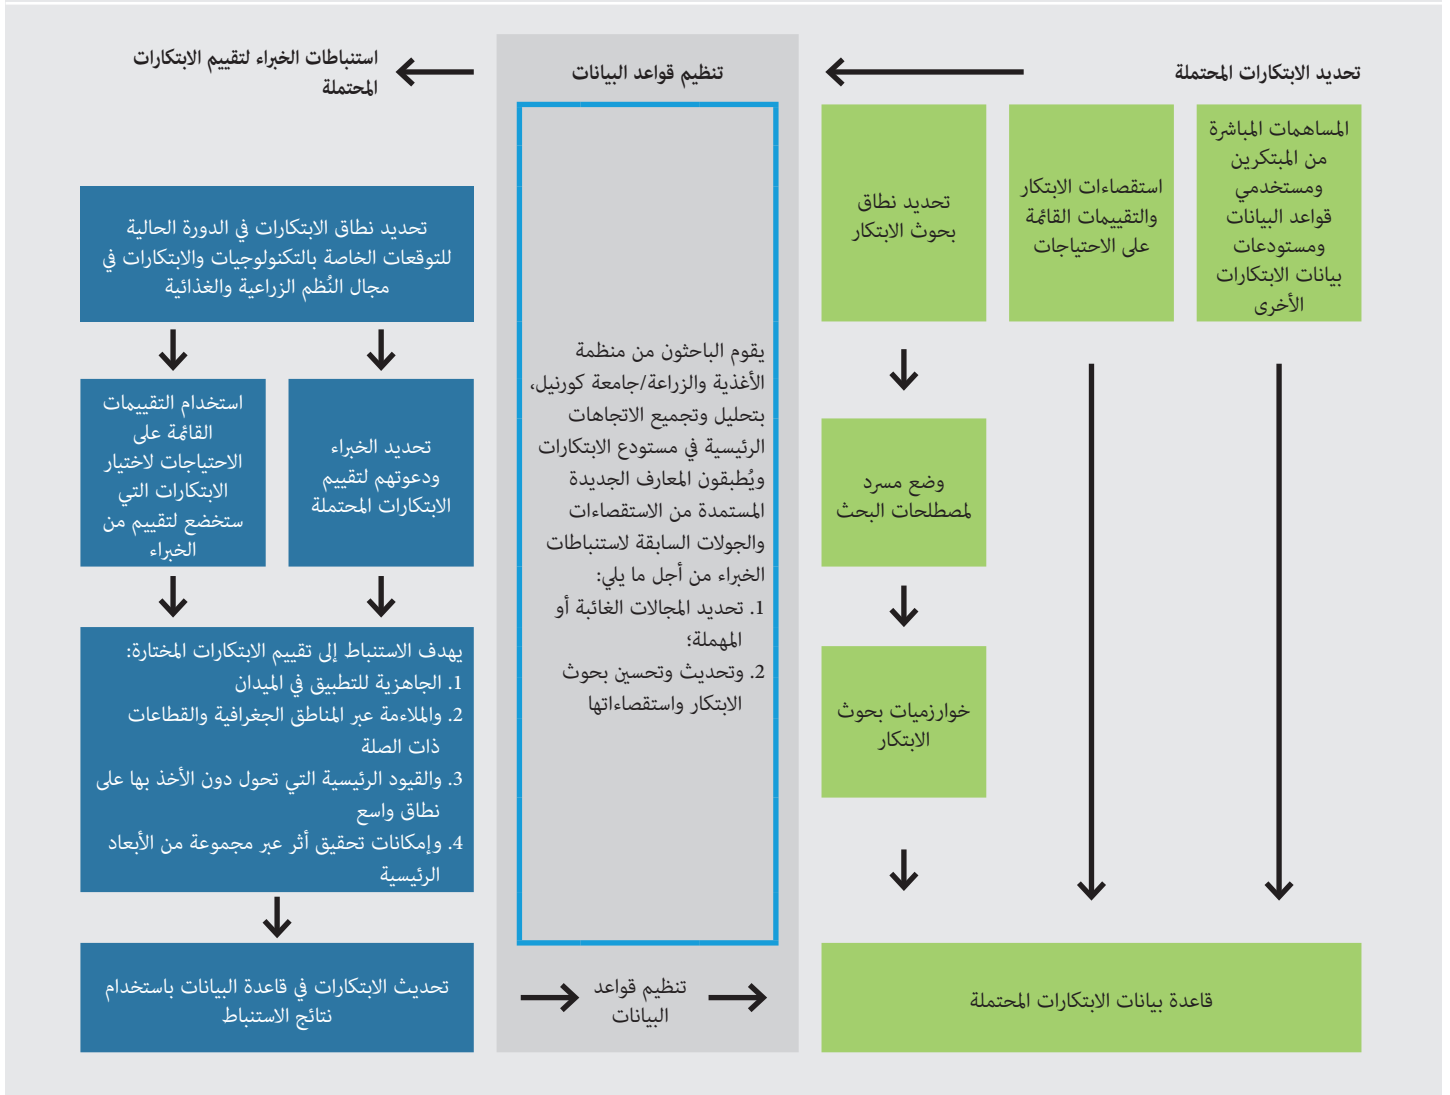 تحديد الابتكارات المحتملة
تنظيم قواعد البيانات
استنباطات الخبراء لتقييم الابتكارات
المحتملة
المساهمات المباشرة
من المبتكرين
ومستخدمي
قواعد البيانات
ومستودعات
بيانات الابتكارات
الأخرى
استقصاءات الابتكار
والتقييمات القائمة
على الاحتياجات
تحديد نطاق
بحوث الابتكار
وضع مسرد
لمصطلحات البحث
خوارزميات بحوث
الابتكار
قاعدة بيانات الابتكارات المحتملة
يقوم الباحثون من منظمة
الأغذية والزراعة/جامعة كورنيل،
بتحليل وتجميع الاتجاهات
الرئيسية في مستودع الابتكارات
ويُطبقون المعارف الجديدة
المستمدة من الاستقصاءات
والجولات السابقة لاستنباطات
الخبراء من أجل ما يلي:
1. تحديد المجالات الغائبة أو
المهملة؛
2. وتحديث وتحسين بحوث
الابتكار واستقصاءاتها
تنظيم قواعد
البيانات
تحديد نطاق الابتكارات في الدورة الحالية
للتوقعات الخاصة بالتكنولوجيات والابتكارات في
مجال النُظم الزراعية والغذائية
تحديد الخبراء
ودعوتهم لتقييم
الابتكارات المحتملة
استخدام التقييمات
القائمة على
الاحتياجات لاختيار
الابتكارات التي
ستخضع لتقييم من
الخبراء
يهدف الاستنباط إلى تقييم الابتكارات المختارة:
1. الجاهزية للتطبيق في الميدان
2. والملاءمة عبر المناطق الجغرافية والقطاعات
ذات الصلة
3. والقيود الرئيسية التي تحول دون الأخذ بها على
نطاق واسع
4. وإمكانات تحقيق أثر عبر مجموعة من الأبعاد
الرئيسية
تحديث الابتكارات في قاعدة البيانات باستخدام
نتائج الاستنباط